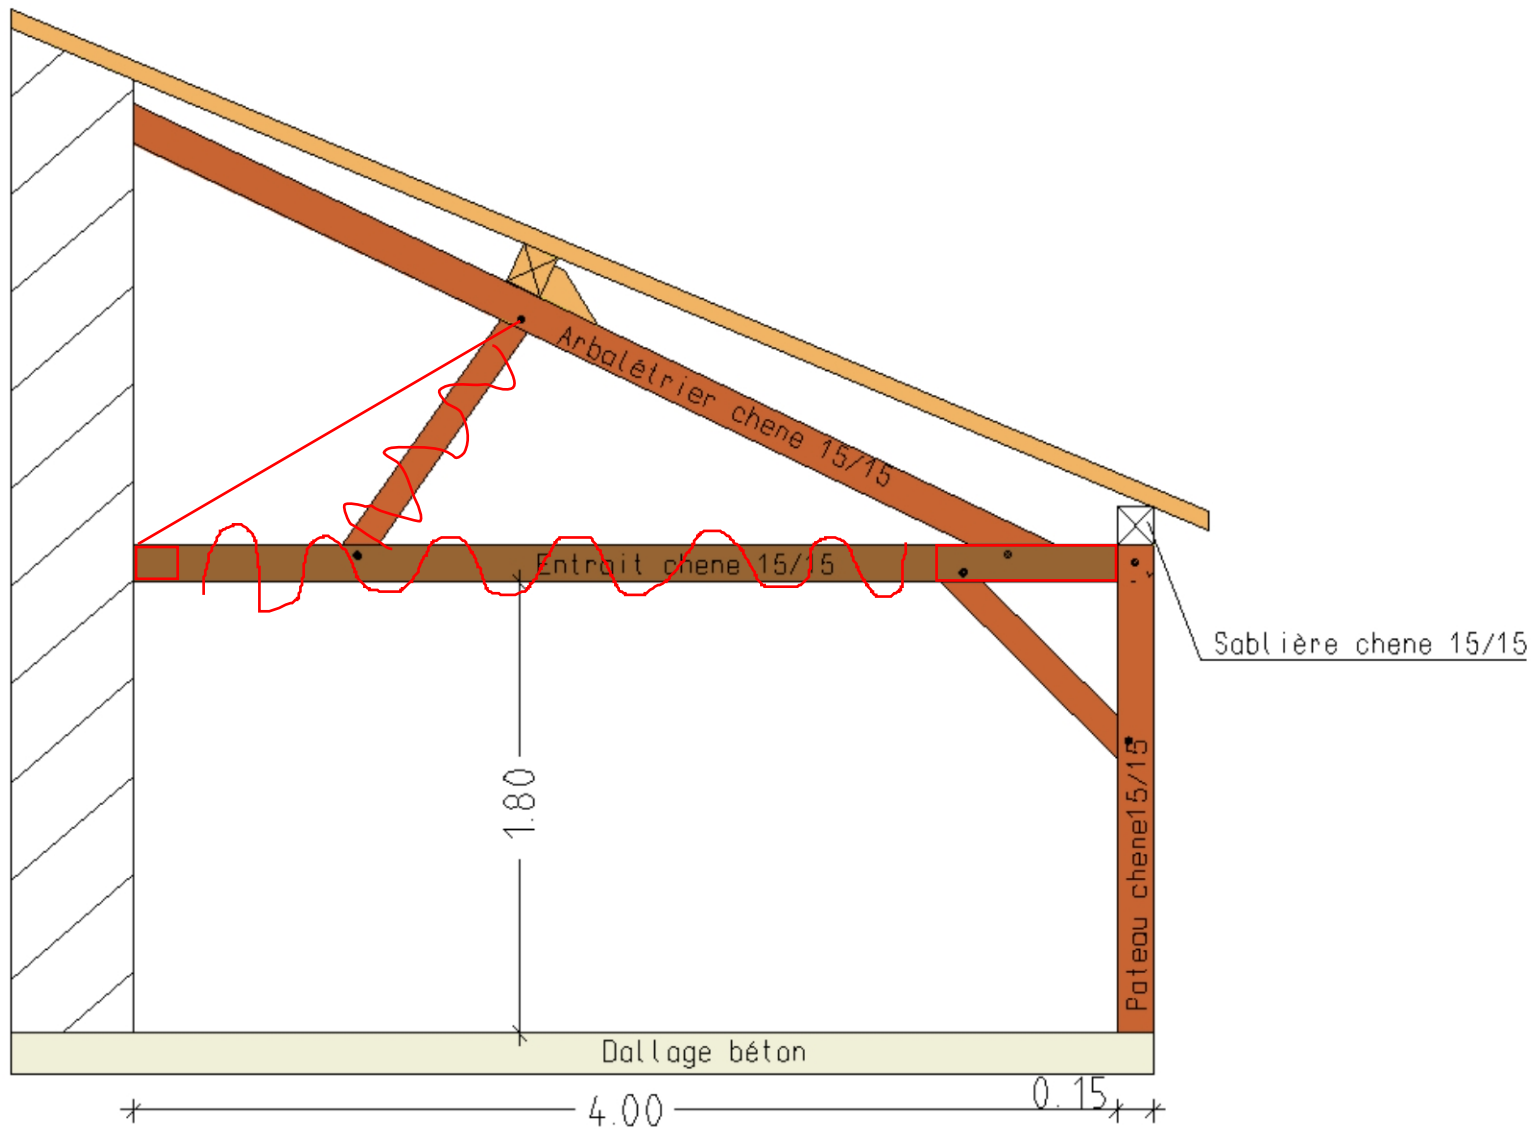 Arbalétrier chene 15/15
Entrait chene 15/15
Sablière chene 15/15
1.80
Poteau chene15/15
Dallage béton
0.15
4.00